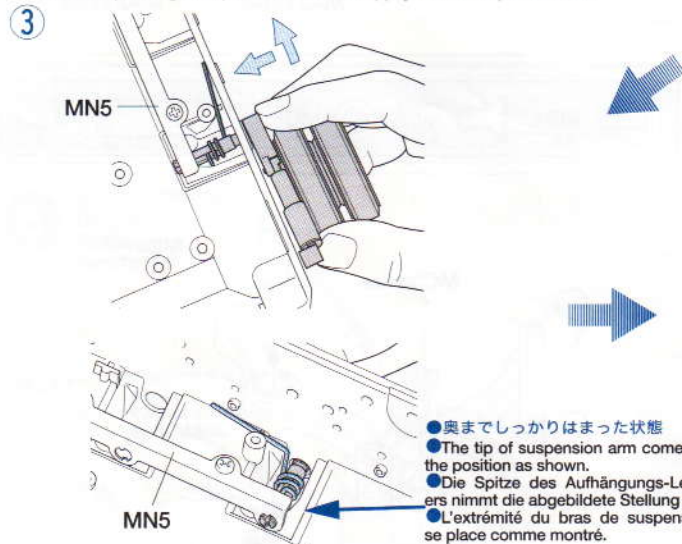 ③
MN5
MN5
●奥までしっかりはまった状態
●The tip of suspension arm come
the position as shown.
●Die Spitze des Aufhängungs-Le
ers nimmt die abgebildete Stellung
●L'extrémité du bras de suspens
se place comme montré.